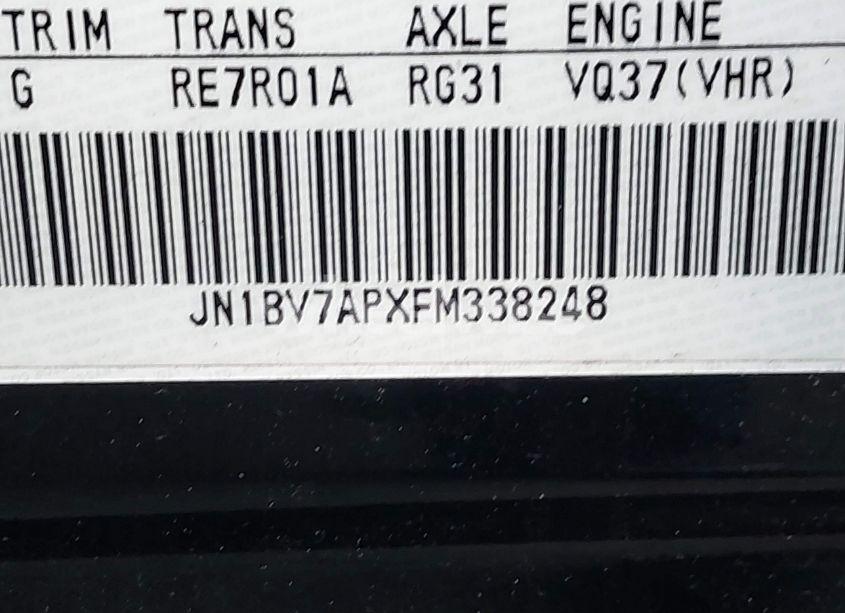 TRIM TRANS AXLE ENGINE
G RE7R01A RG31 VQ37(VHR)
JN1BV7APXFM338248